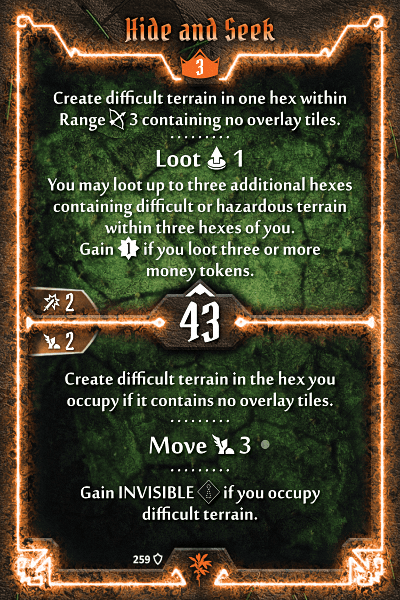 Hide and Seek
3
Create difficult terrain in one hex within
Range 3 containing no overlay tiles.
Loot 1
You may loot up to three additional hexes
containing difficult or hazardous terrain
within three hexes of you.
Gain 1 if you loot three or more
money tokens.
2
43
2
Create difficult terrain in the hex you
occupy if it contains no overlay tiles.
Move 3
Gain INVISIBLE if you occupy
difficult terrain.
259